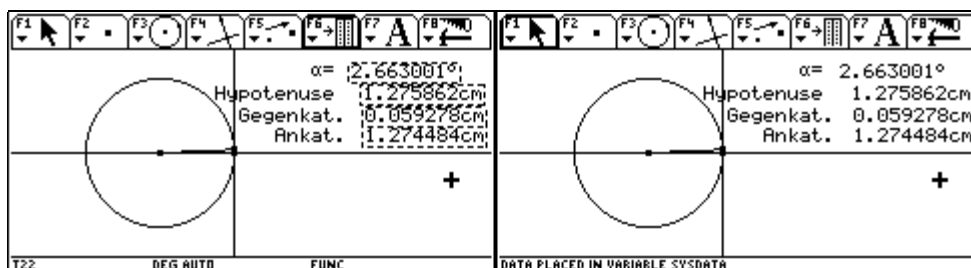 F1 F2 F3 F4 F5 F6 F7 A F8
α= 2.663001°
Hypotenuse 1.275862cm
Gegenkat. 0.059278cm
Ankat. 1.274484cm
T22 DEG AUTO FUNC
F1 F2 F3 F4 F5 F6 F7 A F8
α= 2.663001°
Hypotenuse 1.275862cm
Gegenkat. 0.059278cm
Ankat. 1.274484cm
DATA PLACED IN VARIABLE SYSDATA